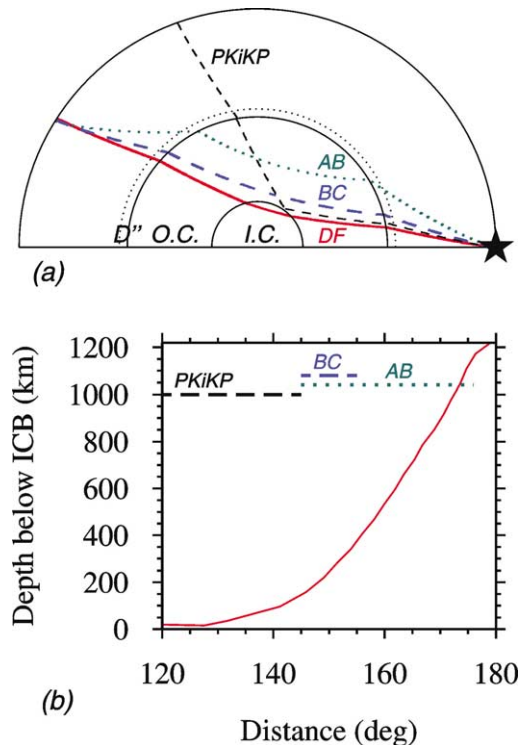 PKiKP
AB
BC
D" O.C. I.C. DF
(a)
Depth below ICB (km)
1200
1000
800
600
400
200
0
PKiKP
BC
AB
120 140 160 180
(b)
Distance (deg)